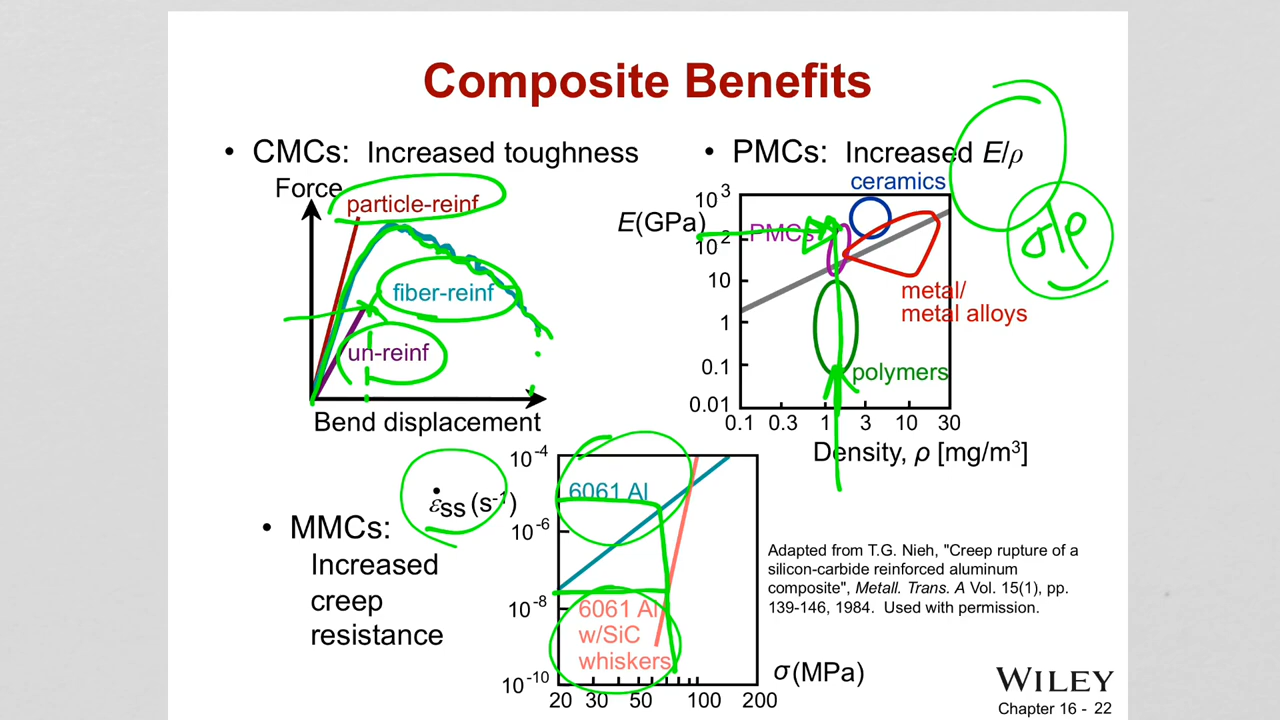 Composite Benefits
• CMCs: Increased toughness
Force
particle-reinf
fiber-reinf
un-reinf
Bend displacement
• PMCs: Increased E/ρ
σ/ρ
ceramics
E(GPa)
10³
10²
10
1
0.1
0.01
PMCs
metal/
metal alloys
polymers
0.1 0.3 1 3 10 30
Density, ρ [mg/m³]
• MMCs:
Increased
creep
resistance
ε̇ss (s⁻¹)
10⁻⁴
10⁻⁶
10⁻⁸
10⁻¹⁰
6061 Al
6061 Al
w/SiC
whiskers
20 30 50 100 200
σ(MPa)
Adapted from T.G. Nieh, "Creep rupture of a
silicon-carbide reinforced aluminum
composite", Metall. Trans. A Vol. 15(1), pp.
139-146, 1984. Used with permission.
WILEY
Chapter 16 - 22